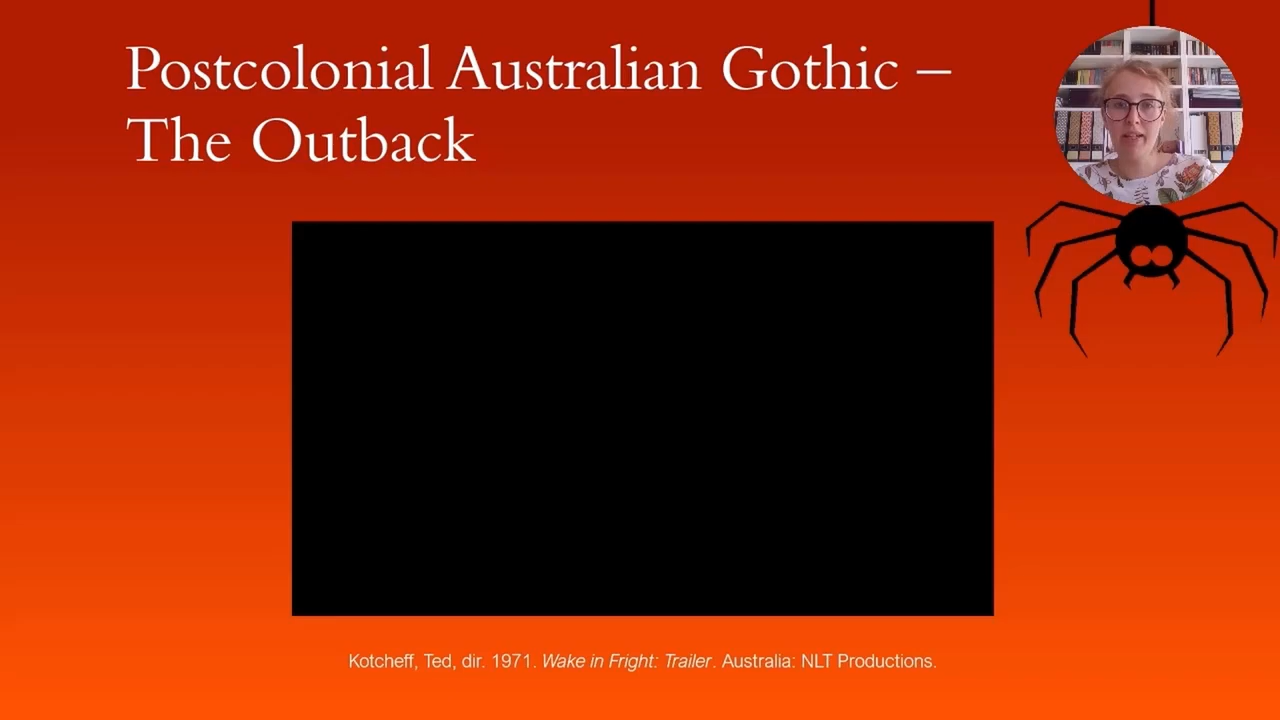 Postcolonial Australian Gothic –
The Outback
Kotcheff, Ted, dir. 1971. Wake in Fright: Trailer. Australia: NLT Productions.